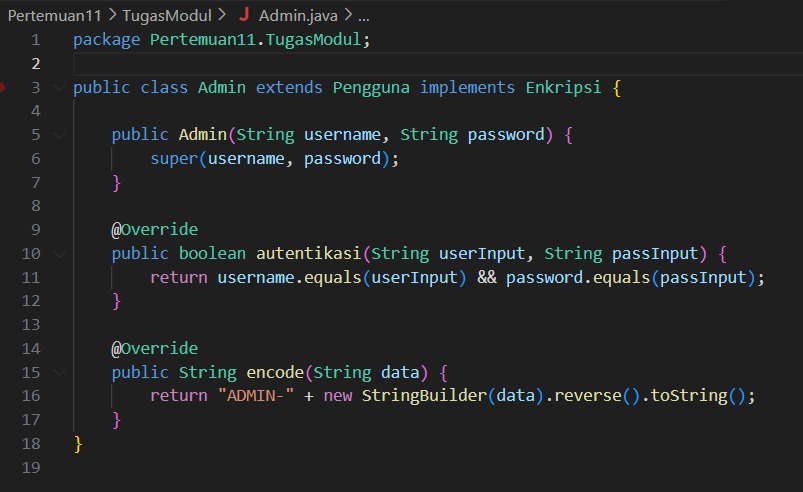 Pertemuan11 > TugasModul > J Admin.java > ...
1 package Pertemuan11.TugasModul;
2
3 public class Admin extends Pengguna implements Enkripsi {
4
5     public Admin(String username, String password) {
6         super(username, password);
7     }
8
9     @Override
10     public boolean autentikasi(String userInput, String passInput) {
11         return username.equals(userInput) && password.equals(passInput);
12     }
13
14     @Override
15     public String encode(String data) {
16         return "ADMIN-" + new StringBuilder(data).reverse().toString();
17     }
18 }
19